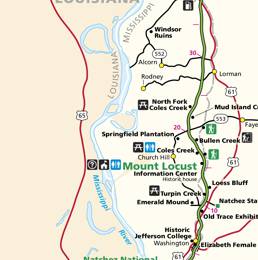 LOUISIANA
MISSISSIPPI
LOUISIANA
Windsor
Ruins
552
Alcorn
30
Rodney
Lorman
61
North Fork
Coles Creek
Mud Island C
65
553
Faye
20
Springfield Plantation
Bullen Creek
Coles Creek
Church Hill
Mount Locust
Information Center
Historic house
61
Loess Bluff
Mississippi
River
Turpin Creek
Emerald Mound
Natchez Sta
10
Old Trace Exhibit
Historic
Jefferson College
Washington
Elizabeth Female
61
Natchez National